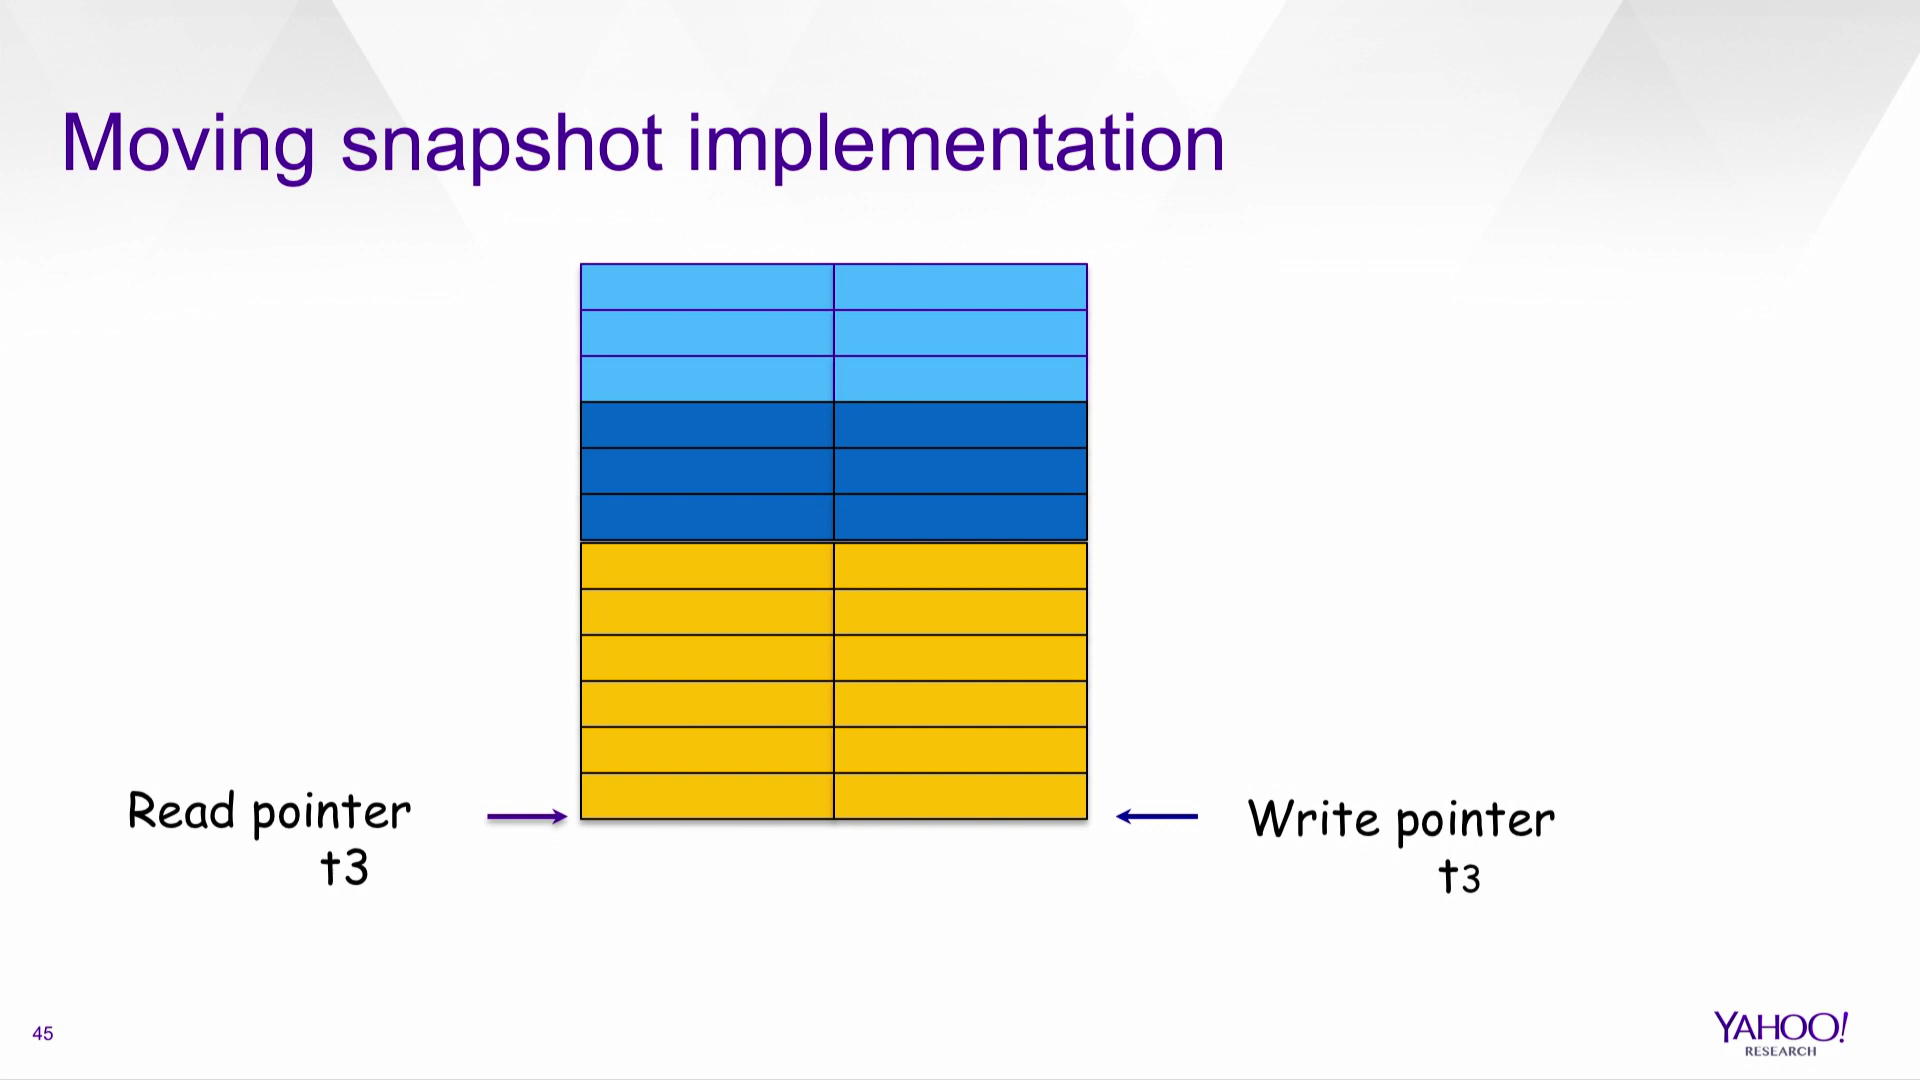 Moving snapshot implementation
Read pointer
t3
Write pointer
t3
45
YAHOO!
RESEARCH